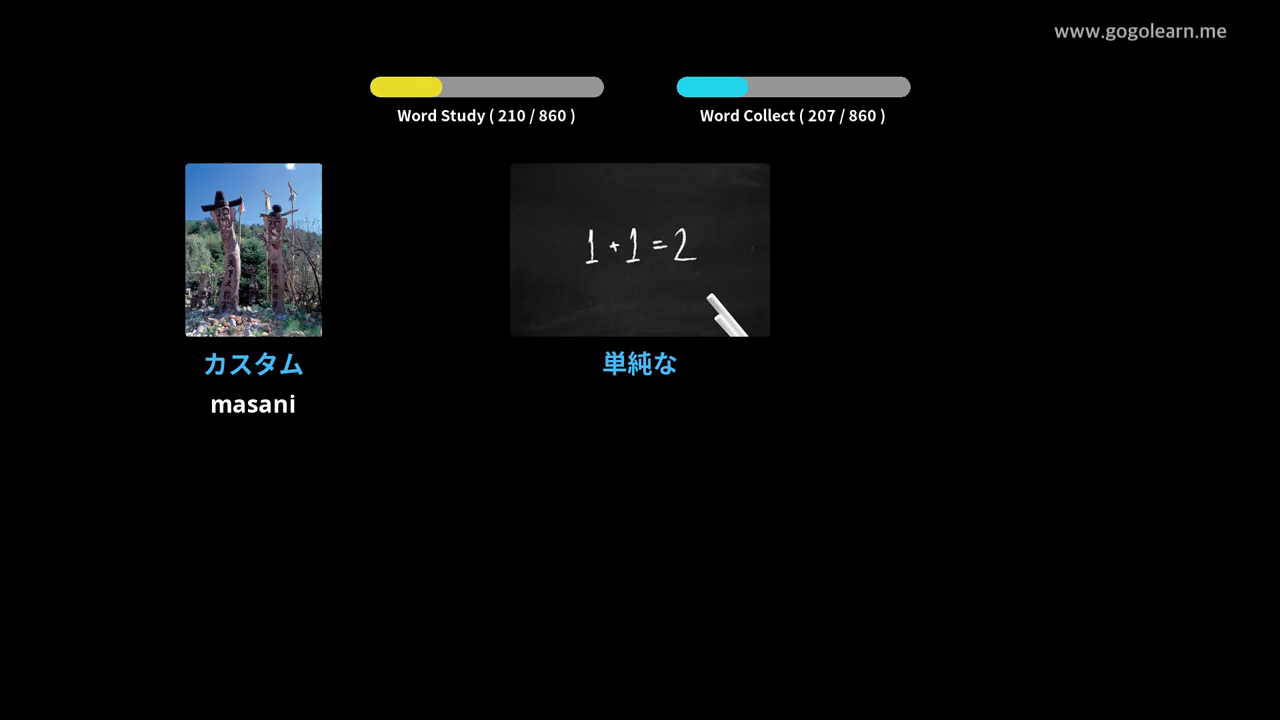 www.gogolearn.me
Word Study ( 210 / 860 )
Word Collect ( 207 / 860 )
1+1=2
カスタム
単純な
masani